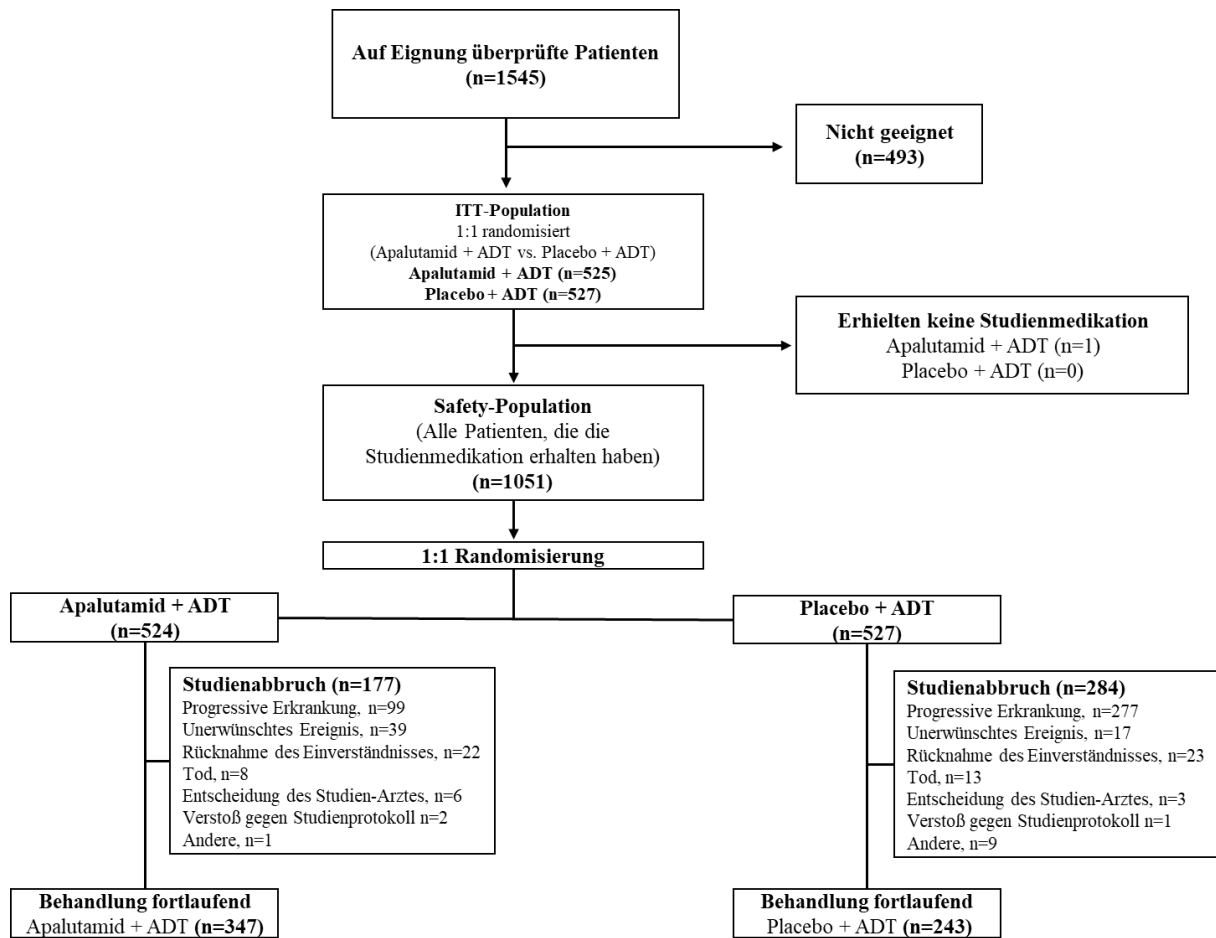 Auf Eignung überprüfte Patienten
(n=1545)
Nicht geeignet
(n=493)
ITT-Population
1:1 randomisiert
(Apalutamid + ADT vs. Placebo + ADT)
Apalutamid + ADT (n=525)
Placebo + ADT (n=527)
Erhielten keine Studienmedikation
Apalutamid + ADT (n=1)
Placebo + ADT (n=0)
Safety-Population
(Alle Patienten, die die
Studienmedikation erhalten haben)
(n=1051)
1:1 Randomisierung
Apalutamid + ADT
(n=524)
Placebo + ADT
(n=527)
Studienabbruch (n=177)
Progressive Erkrankung, n=99
Unerwünschtes Ereignis, n=39
Rücknahme des Einverständnisses, n=22
Tod, n=8
Entscheidung des Studien-Arztes, n=6
Verstoß gegen Studienprotokoll n=2
Andere, n=1
Studienabbruch (n=284)
Progressive Erkrankung, n=277
Unerwünschtes Ereignis, n=17
Rücknahme des Einverständnisses, n=23
Tod, n=13
Entscheidung des Studien-Arztes, n=3
Verstoß gegen Studienprotokoll n=1
Andere, n=9
Behandlung fortlaufend
Apalutamid + ADT (n=347)
Behandlung fortlaufend
Placebo + ADT (n=243)